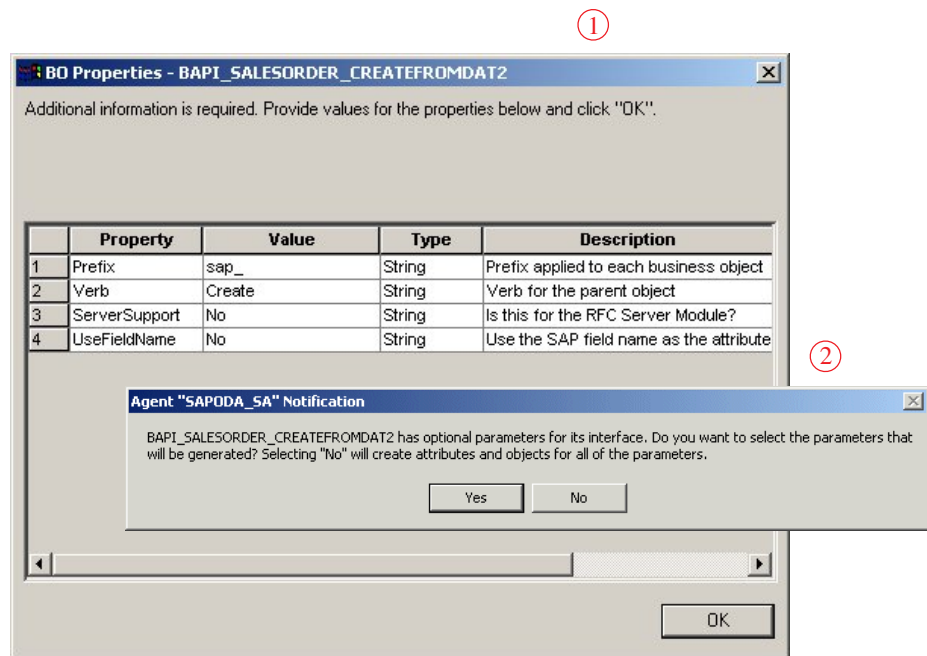 1
BO Properties - BAPI_SALESORDER_CREATEFROMDAT2
Additional information is required. Provide values for the properties below and click "OK".
Property Value Type Description
1 Prefix sap_ String Prefix applied to each business object
2 Verb Create String Verb for the parent object
3 ServerSupport No String Is this for the RFC Server Module?
4 UseFieldName No String Use the SAP field name as the attribute
2
Agent "SAPODA_SA" Notification
BAPI_SALESORDER_CREATEFROMDAT2 has optional parameters for its interface. Do you want to select the parameters that
will be generated? Selecting "No" will create attributes and objects for all of the parameters.
Yes No
OK